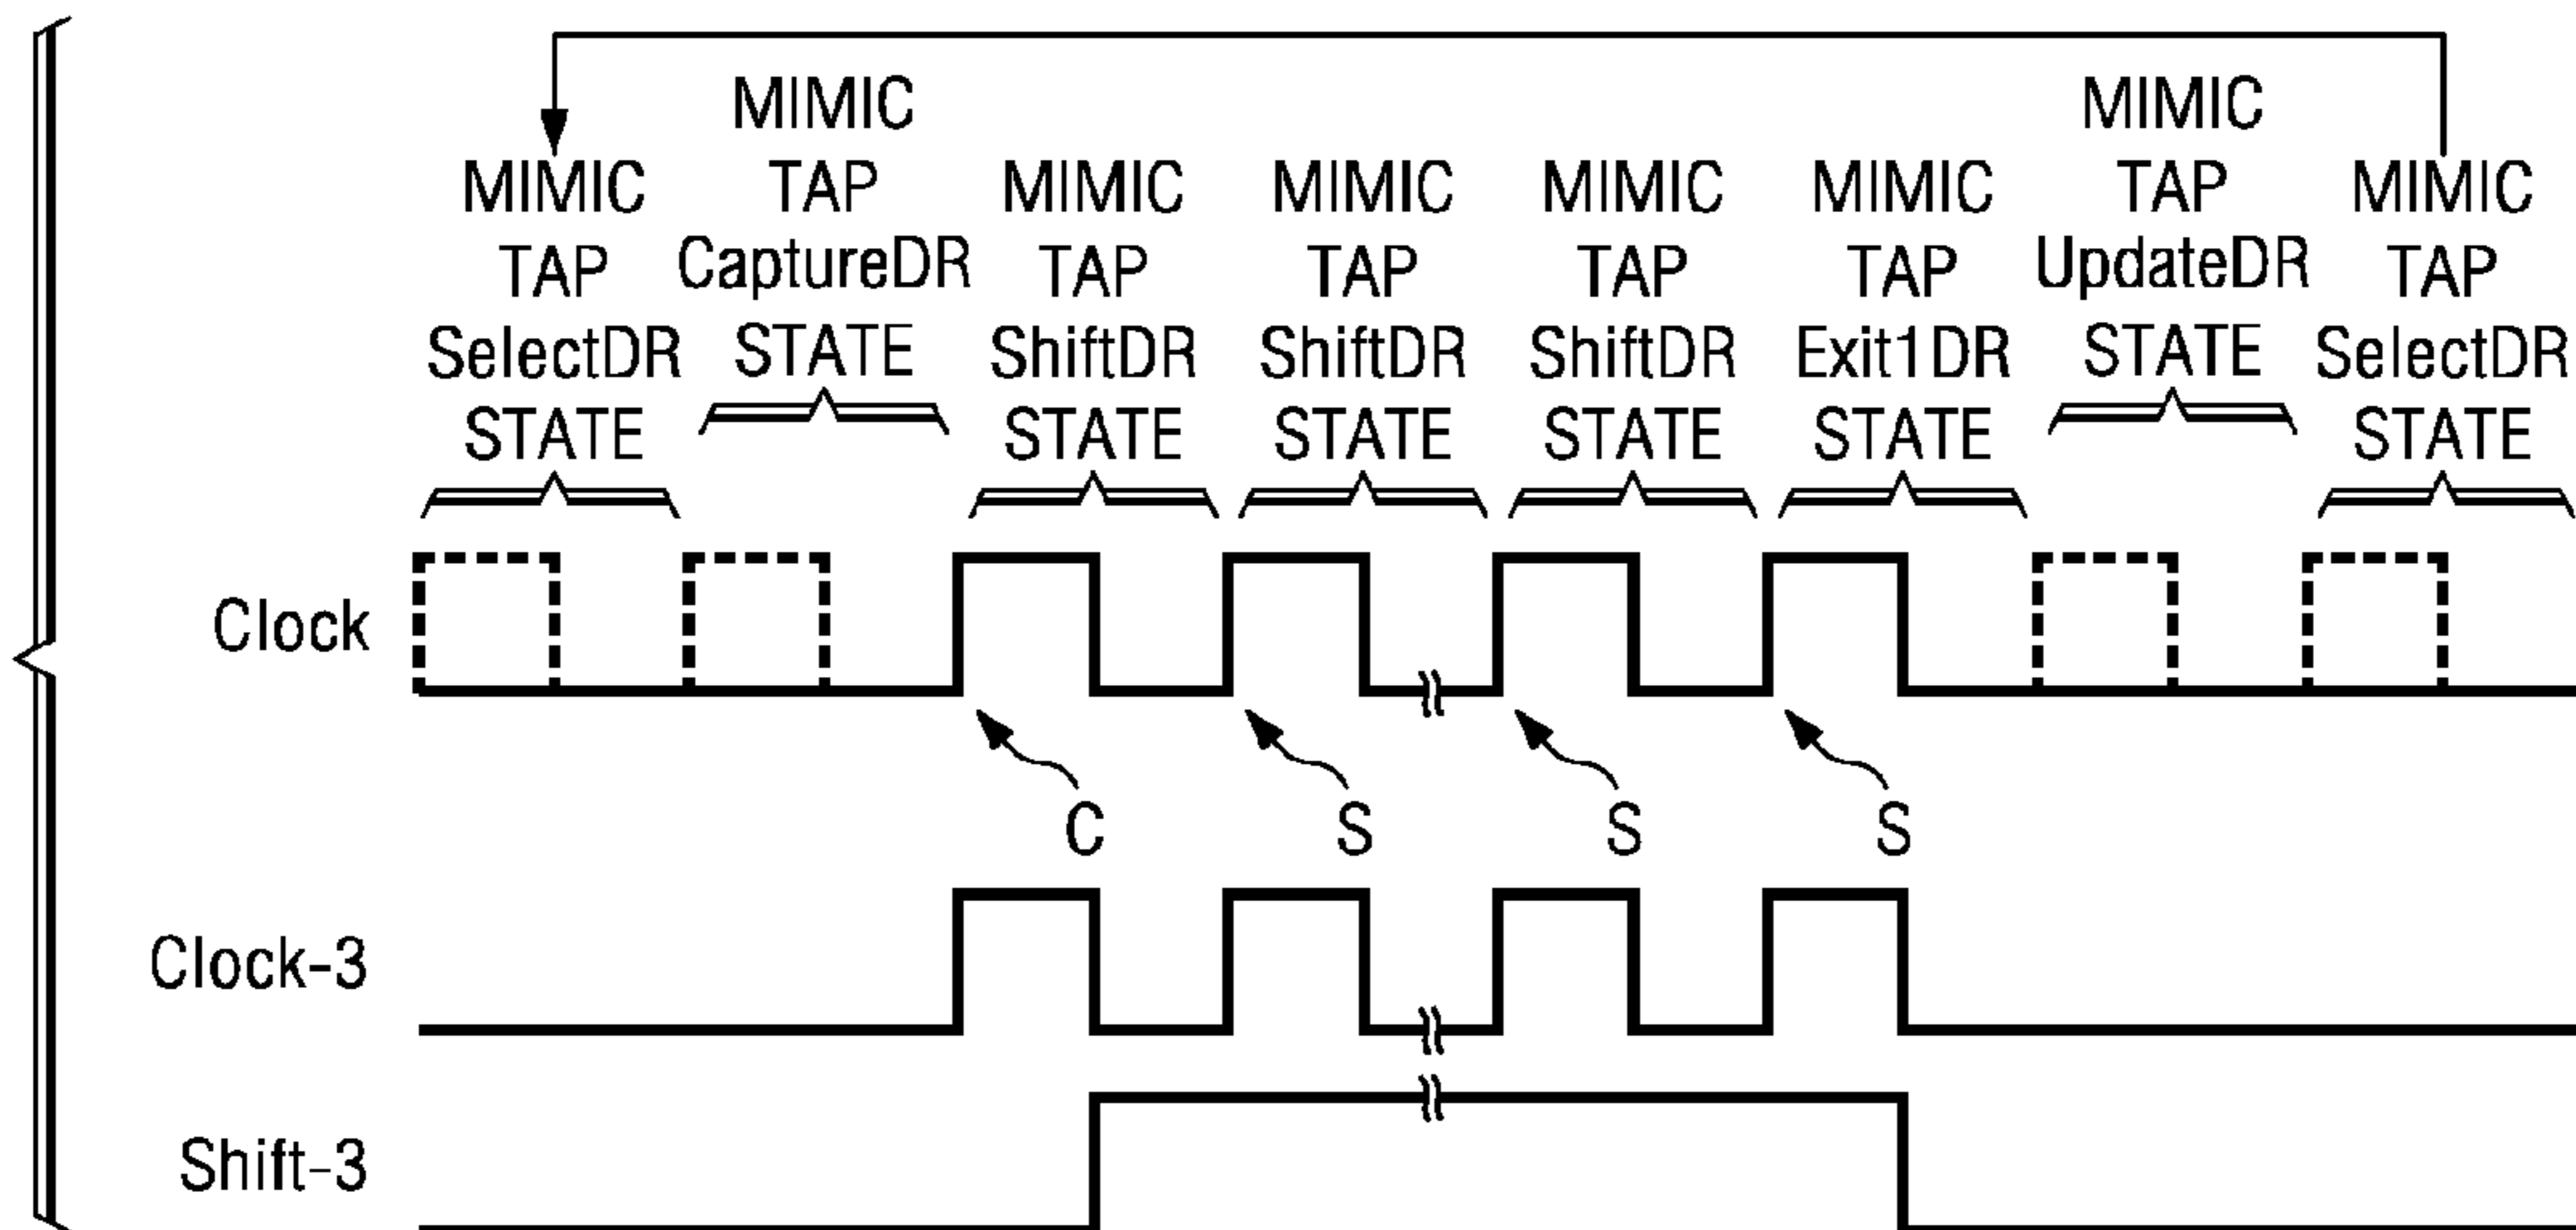 MIMIC
TAP
SelectDR
STATE
MIMIC
TAP
CaptureDR
STATE
MIMIC
TAP
ShiftDR
STATE
MIMIC
TAP
ShiftDR
STATE
MIMIC
TAP
ShiftDR
STATE
MIMIC
TAP
Exit1DR
STATE
MIMIC
TAP
UpdateDR
STATE
MIMIC
TAP
SelectDR
STATE
Clock
C
S
S
S
Clock-3
Shift-3